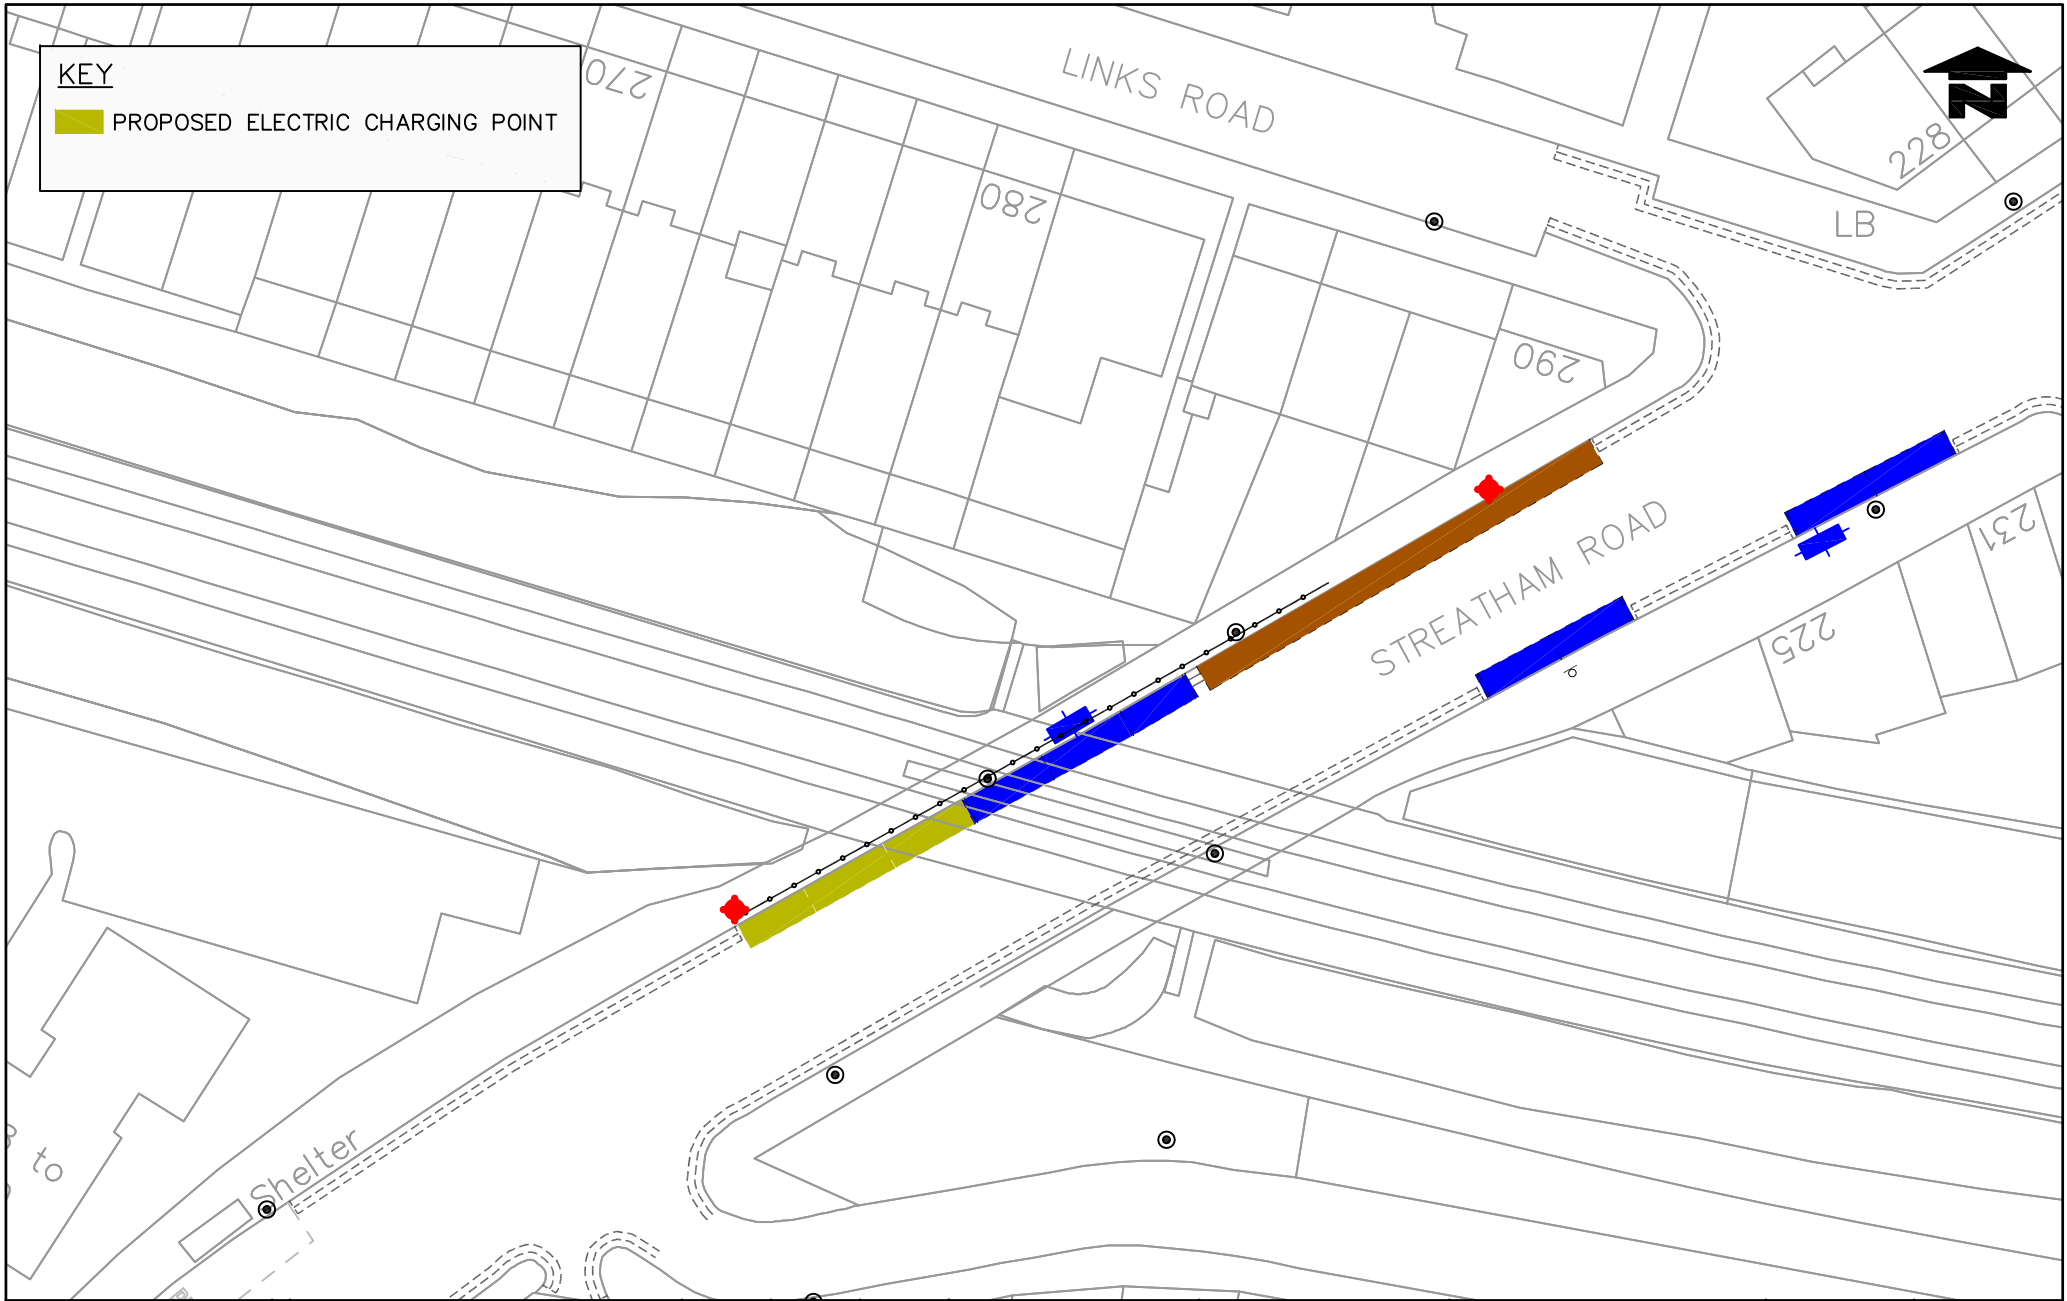 KEY
PROPOSED ELECTRIC CHARGING POINT
270
LINKS ROAD
N
228
280
LB
290
STREATHAM ROAD
231
225
to
Shelter